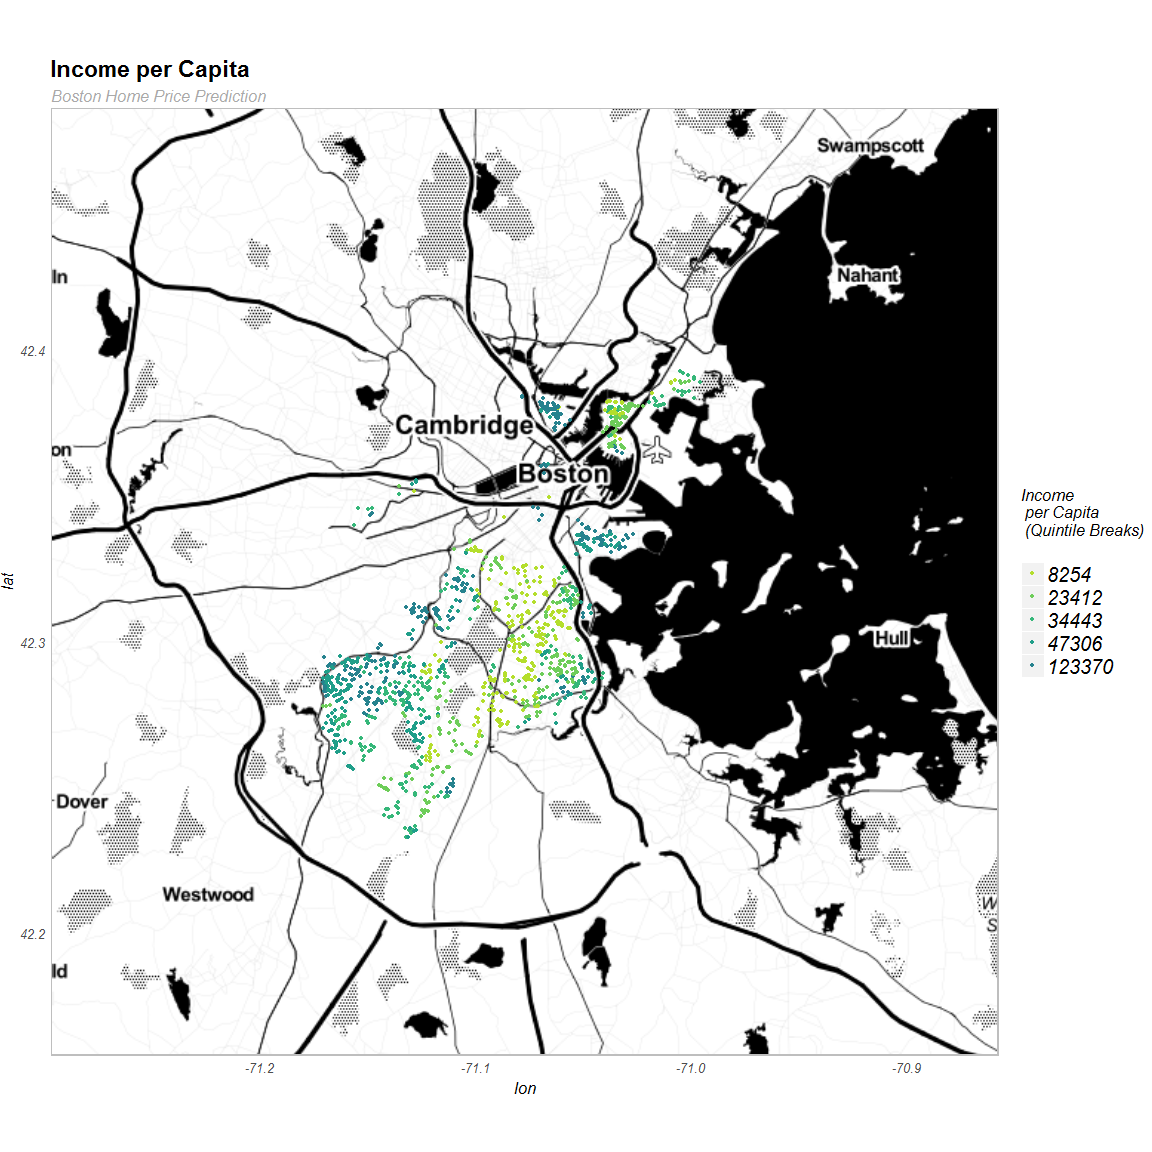 Income per Capita
Boston Home Price Prediction
Swampscott
ln
Nahant
42.4
Cambridge
on
Boston
Income
per Capita
(Quintile Breaks)
8254
23412
34443
47306
123370
lat
42.3
Hull
Dover
Westwood
W
S
42.2
ld
-71.2
-71.1
-71.0
-70.9
lon